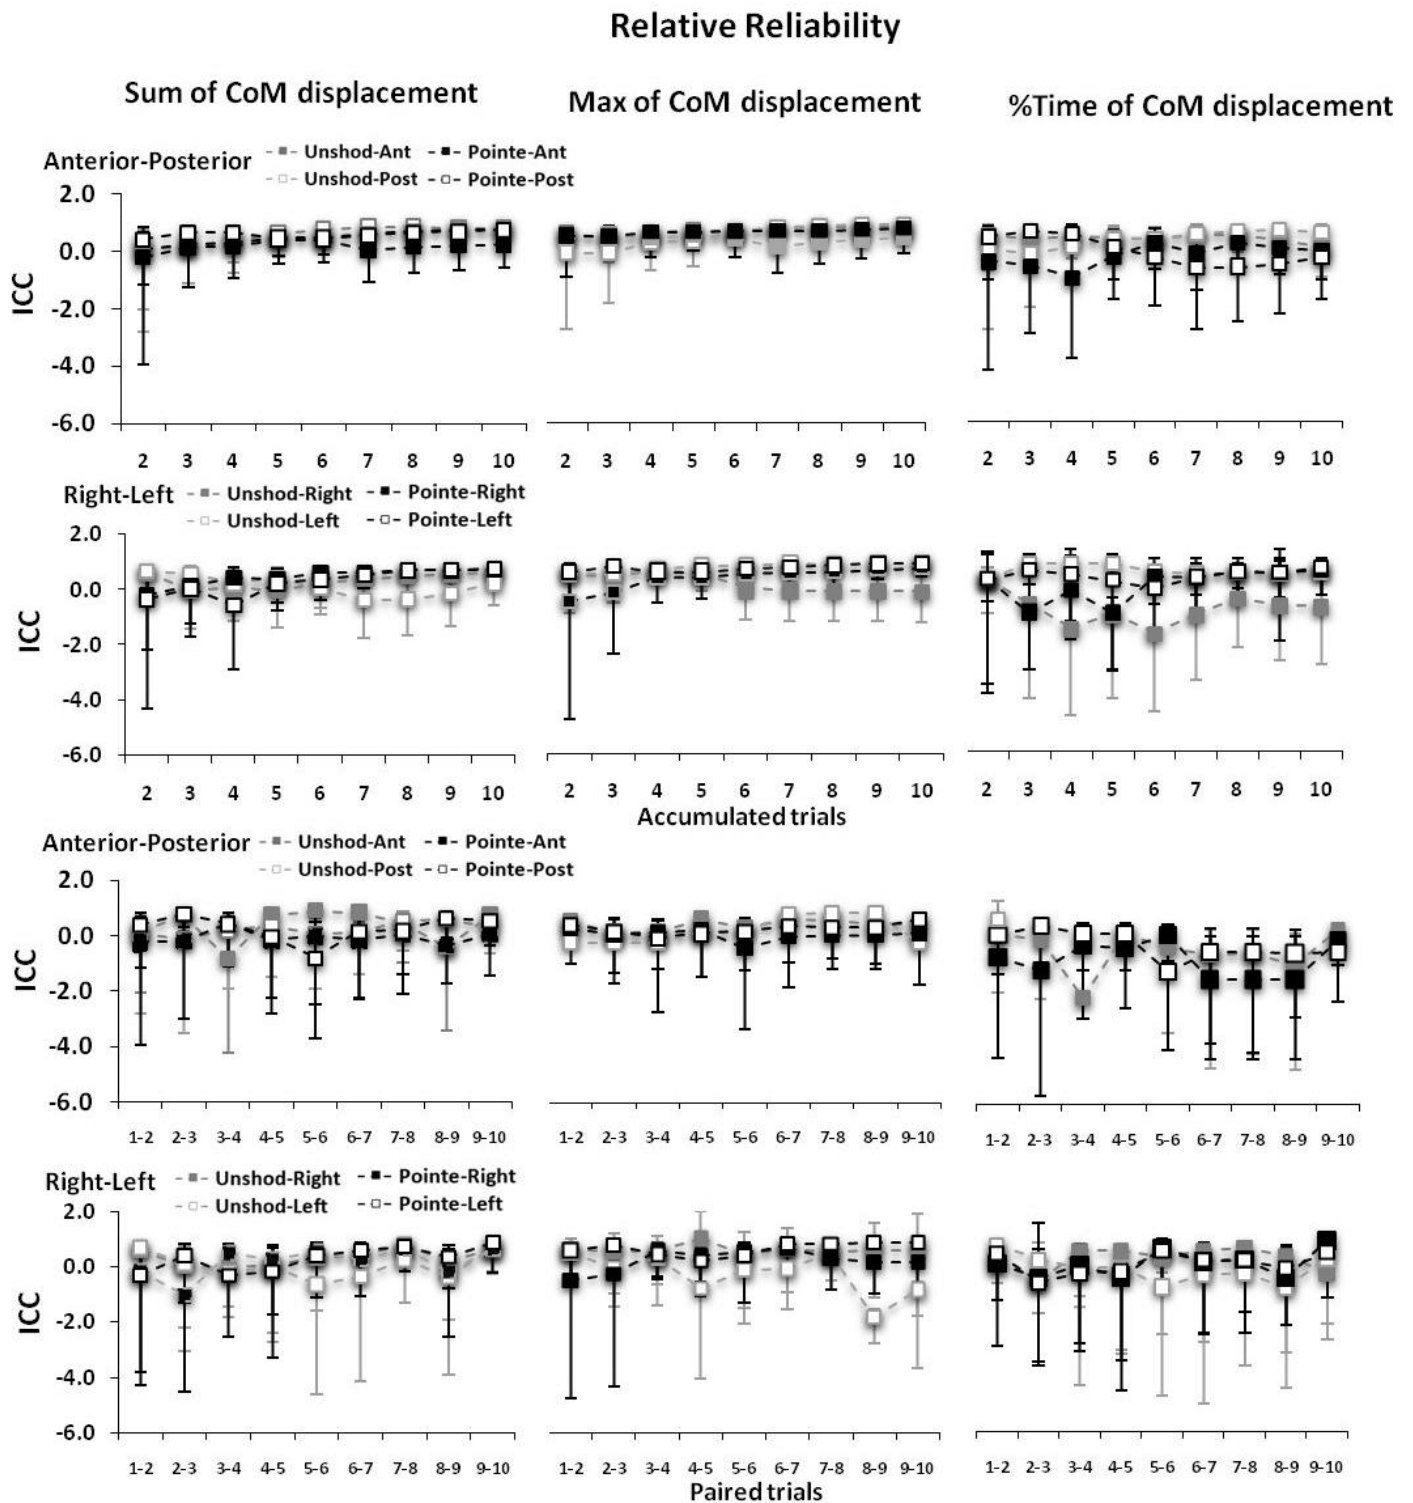 Relative Reliability
Sum of CoM displacement
Max of CoM displacement
%Time of CoM displacement
Anterior-Posterior
Unshod-Ant
Pointe-Ant
Unshod-Post
Pointe-Post
ICC
2.0
0.0
-2.0
-4.0
-6.0
2 3 4 5 6 7 8 9 10
2 3 4 5 6 7 8 9 10
2 3 4 5 6 7 8 9 10
Right-Left
Unshod-Right
Pointe-Right
Unshod-Left
Pointe-Left
ICC
2.0
0.0
-2.0
-4.0
-6.0
2 3 4 5 6 7 8 9 10
2 3 4 5 6 7 8 9 10
2 3 4 5 6 7 8 9 10
Accumulated trials
Anterior-Posterior
Unshod-Ant
Pointe-Ant
Unshod-Post
Pointe-Post
ICC
2.0
0.0
-2.0
-4.0
-6.0
1-2 2-3 3-4 4-5 5-6 6-7 7-8 8-9 9-10
1-2 2-3 3-4 4-5 5-6 6-7 7-8 8-9 9-10
1-2 2-3 3-4 4-5 5-6 6-7 7-8 8-9 9-10
Right-Left
Unshod-Right
Pointe-Right
Unshod-Left
Pointe-Left
ICC
2.0
0.0
-2.0
-4.0
-6.0
1-2 2-3 3-4 4-5 5-6 6-7 7-8 8-9 9-10
1-2 2-3 3-4 4-5 5-6 6-7 7-8 8-9 9-10
1-2 2-3 3-4 4-5 5-6 6-7 7-8 8-9 9-10
Paired trials